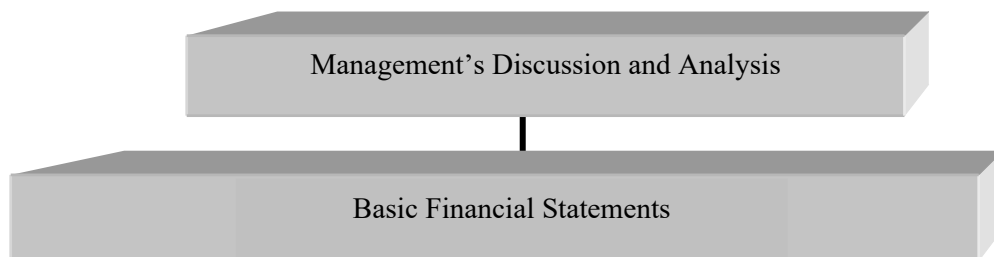 Management’s Discussion and Analysis
Basic Financial Statements